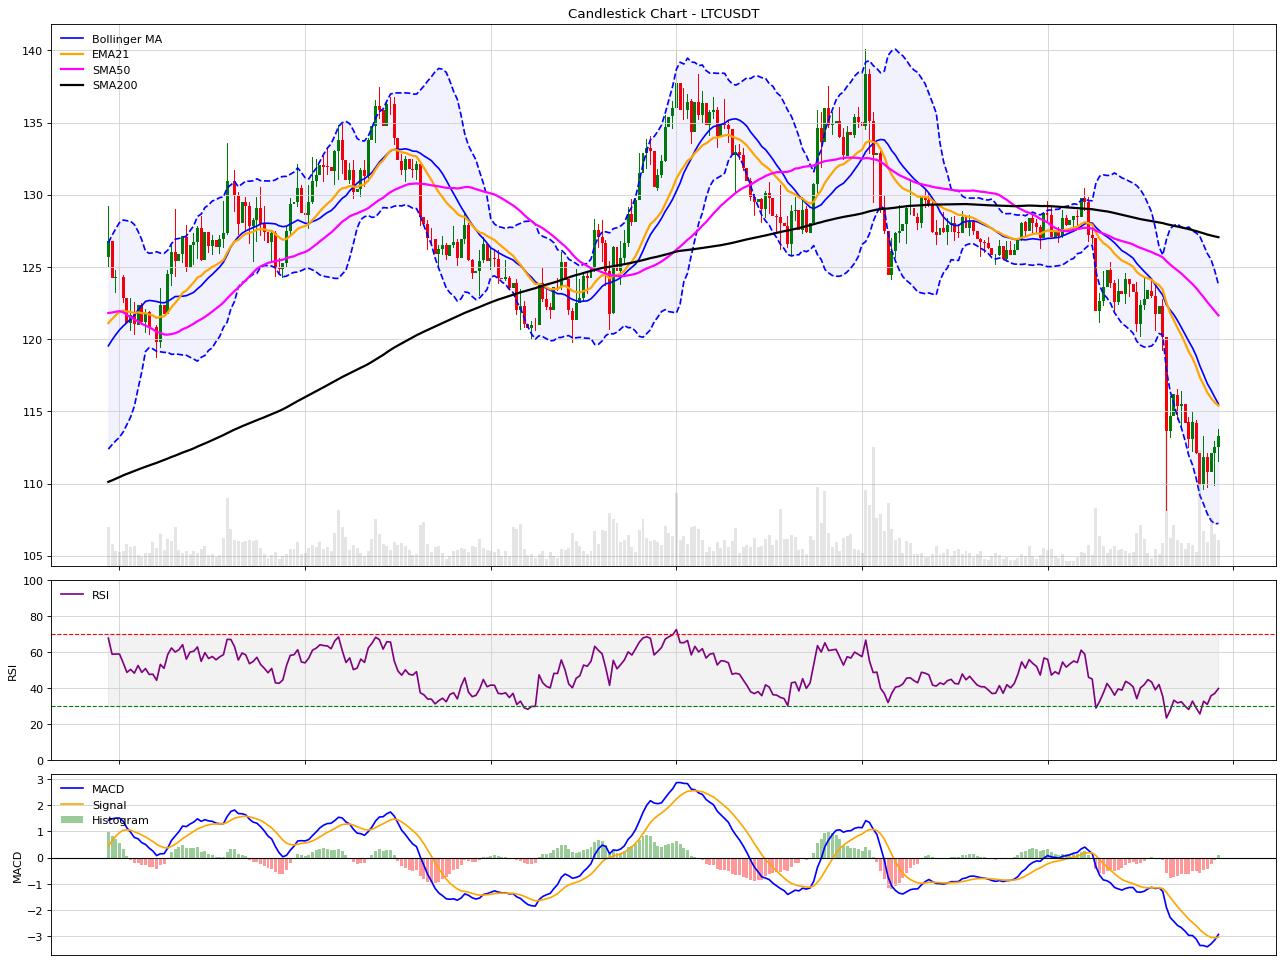 Candlestick Chart - LTCUSDT
Bollinger MA
EMA21
SMA50
SMA200
140
135
130
125
120
115
110
105
RSI
100
80
60
40
20
0
RSI
MACD
Signal
Histogram
3
2
1
0
−1
−2
−3
MACD